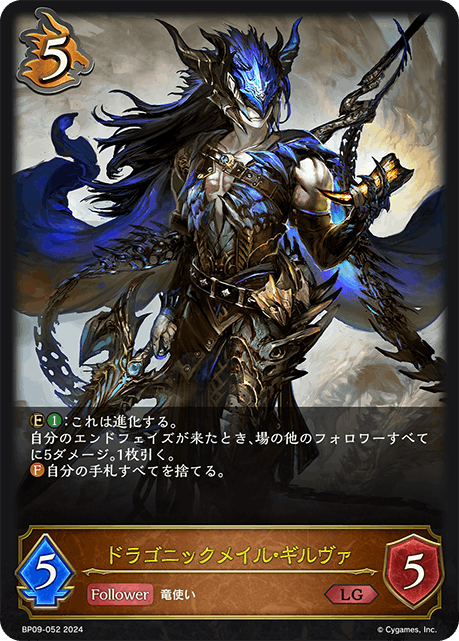 5
Ⓔ①:これは進化する。
自分のエンドフェイズが来たとき、場の他のフォロワーすべて
に5ダメージ。1枚引く。
Ⓕ自分の手札すべてを捨てる。
ドラゴニックメイル・ギルヴァ
5 Follower 竜使い LG 5
BP09-052 2024 © Cygames, Inc.